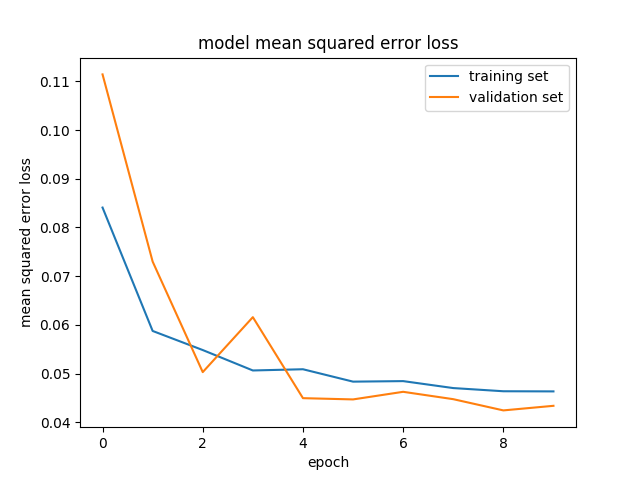 model mean squared error loss
training set
validation set
0.11
0.10
0.09
0.08
0.07
0.06
0.05
0.04
mean squared error loss
0 2 4 6 8
epoch